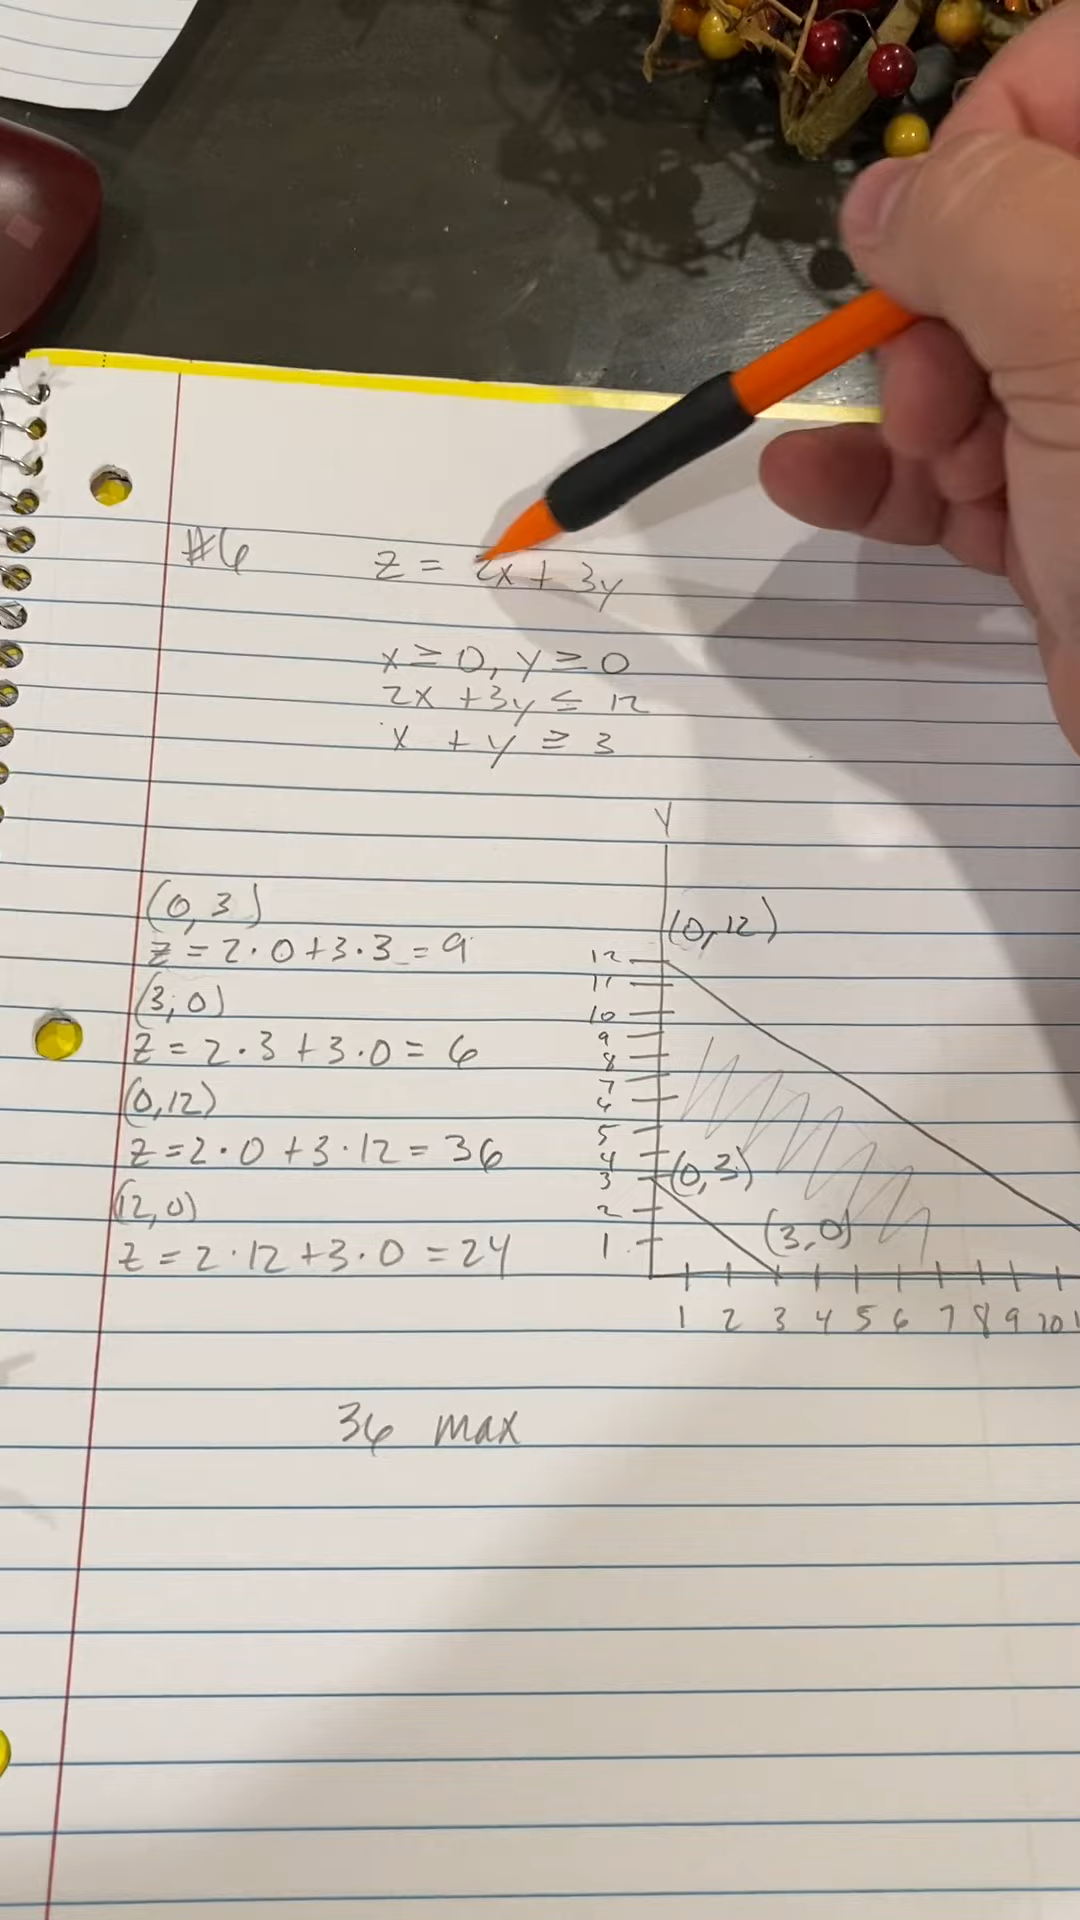 #6 z = 2x + 3y
x ≥ 0, y ≥ 0
2x + 3y ≤ 12
x + y ≥ 3
(0, 3)
z = 2·0+3·3 = 9
(3, 0)
z = 2·3+3·0 = 6
(0,12)
z = 2·0 +3·12 = 36
(12,0)
z = 2·12+3·0 = 24
Y
(0,12)
12
11
10
9
8
7
6
5
4
3
2
1
(0,3)
(3,0)
1 2 3 4 5 6 7 8 9 10
36 max